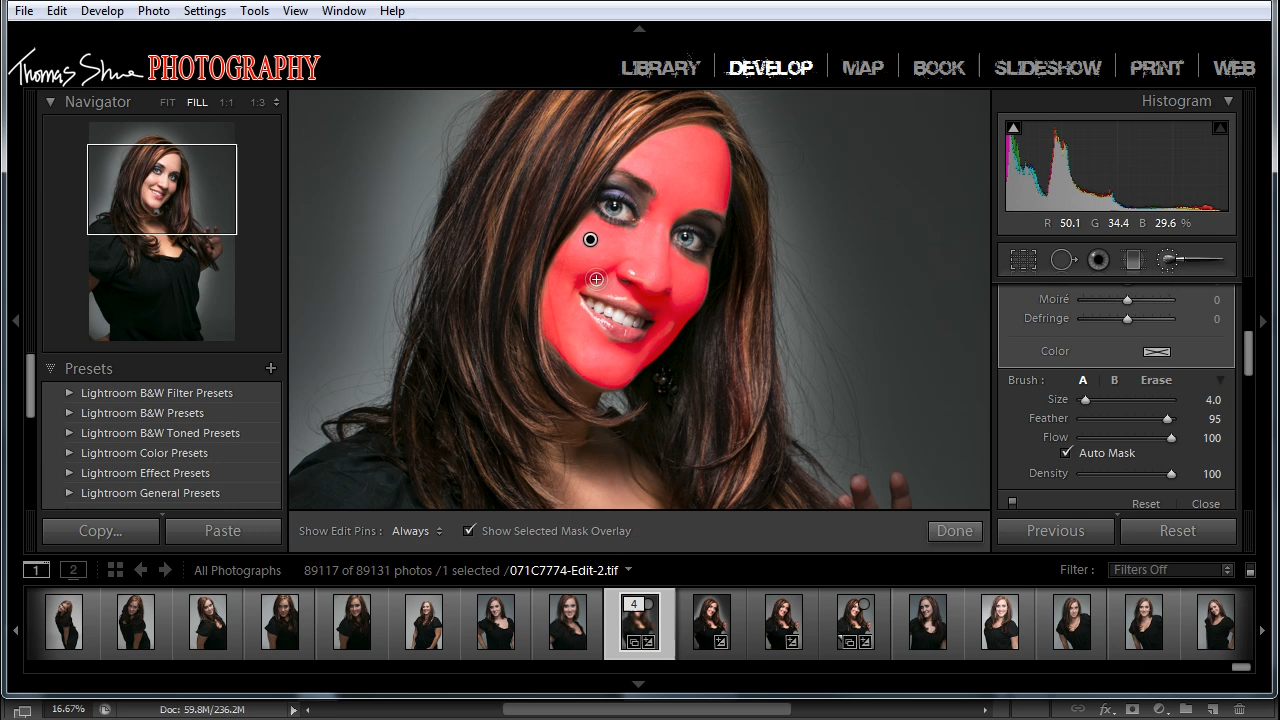 File Edit Develop Photo Settings Tools View Window Help
Thomas Shue PHOTOGRAPHY
LIBRARY DEVELOP MAP BOOK SLIDESHOW PRINT WEB
Navigator FIT FILL 1:1 1:3
Histogram
R 50.1 G 34.4 B 29.6 %
Moiré 0
Defringe 0
Color
Presets +
Lightroom B&W Filter Presets
Lightroom B&W Presets
Lightroom B&W Toned Presets
Lightroom Color Presets
Lightroom Effect Presets
Lightroom General Presets
Brush : A B Erase
Size 4.0
Feather 95
Flow 100
Auto Mask
Density 100
Reset Close
Copy... Paste
Show Edit Pins : Always Show Selected Mask Overlay Done
Previous Reset
1 2 All Photographs 89117 of 89131 photos /1 selected /071C7774-Edit-2.tif
Filter : Filters Off
4
16.67% Doc: 59.8M/236.2M
fx